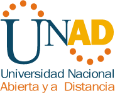 UNAD
Universidad Nacional
Abierta y a Distancia